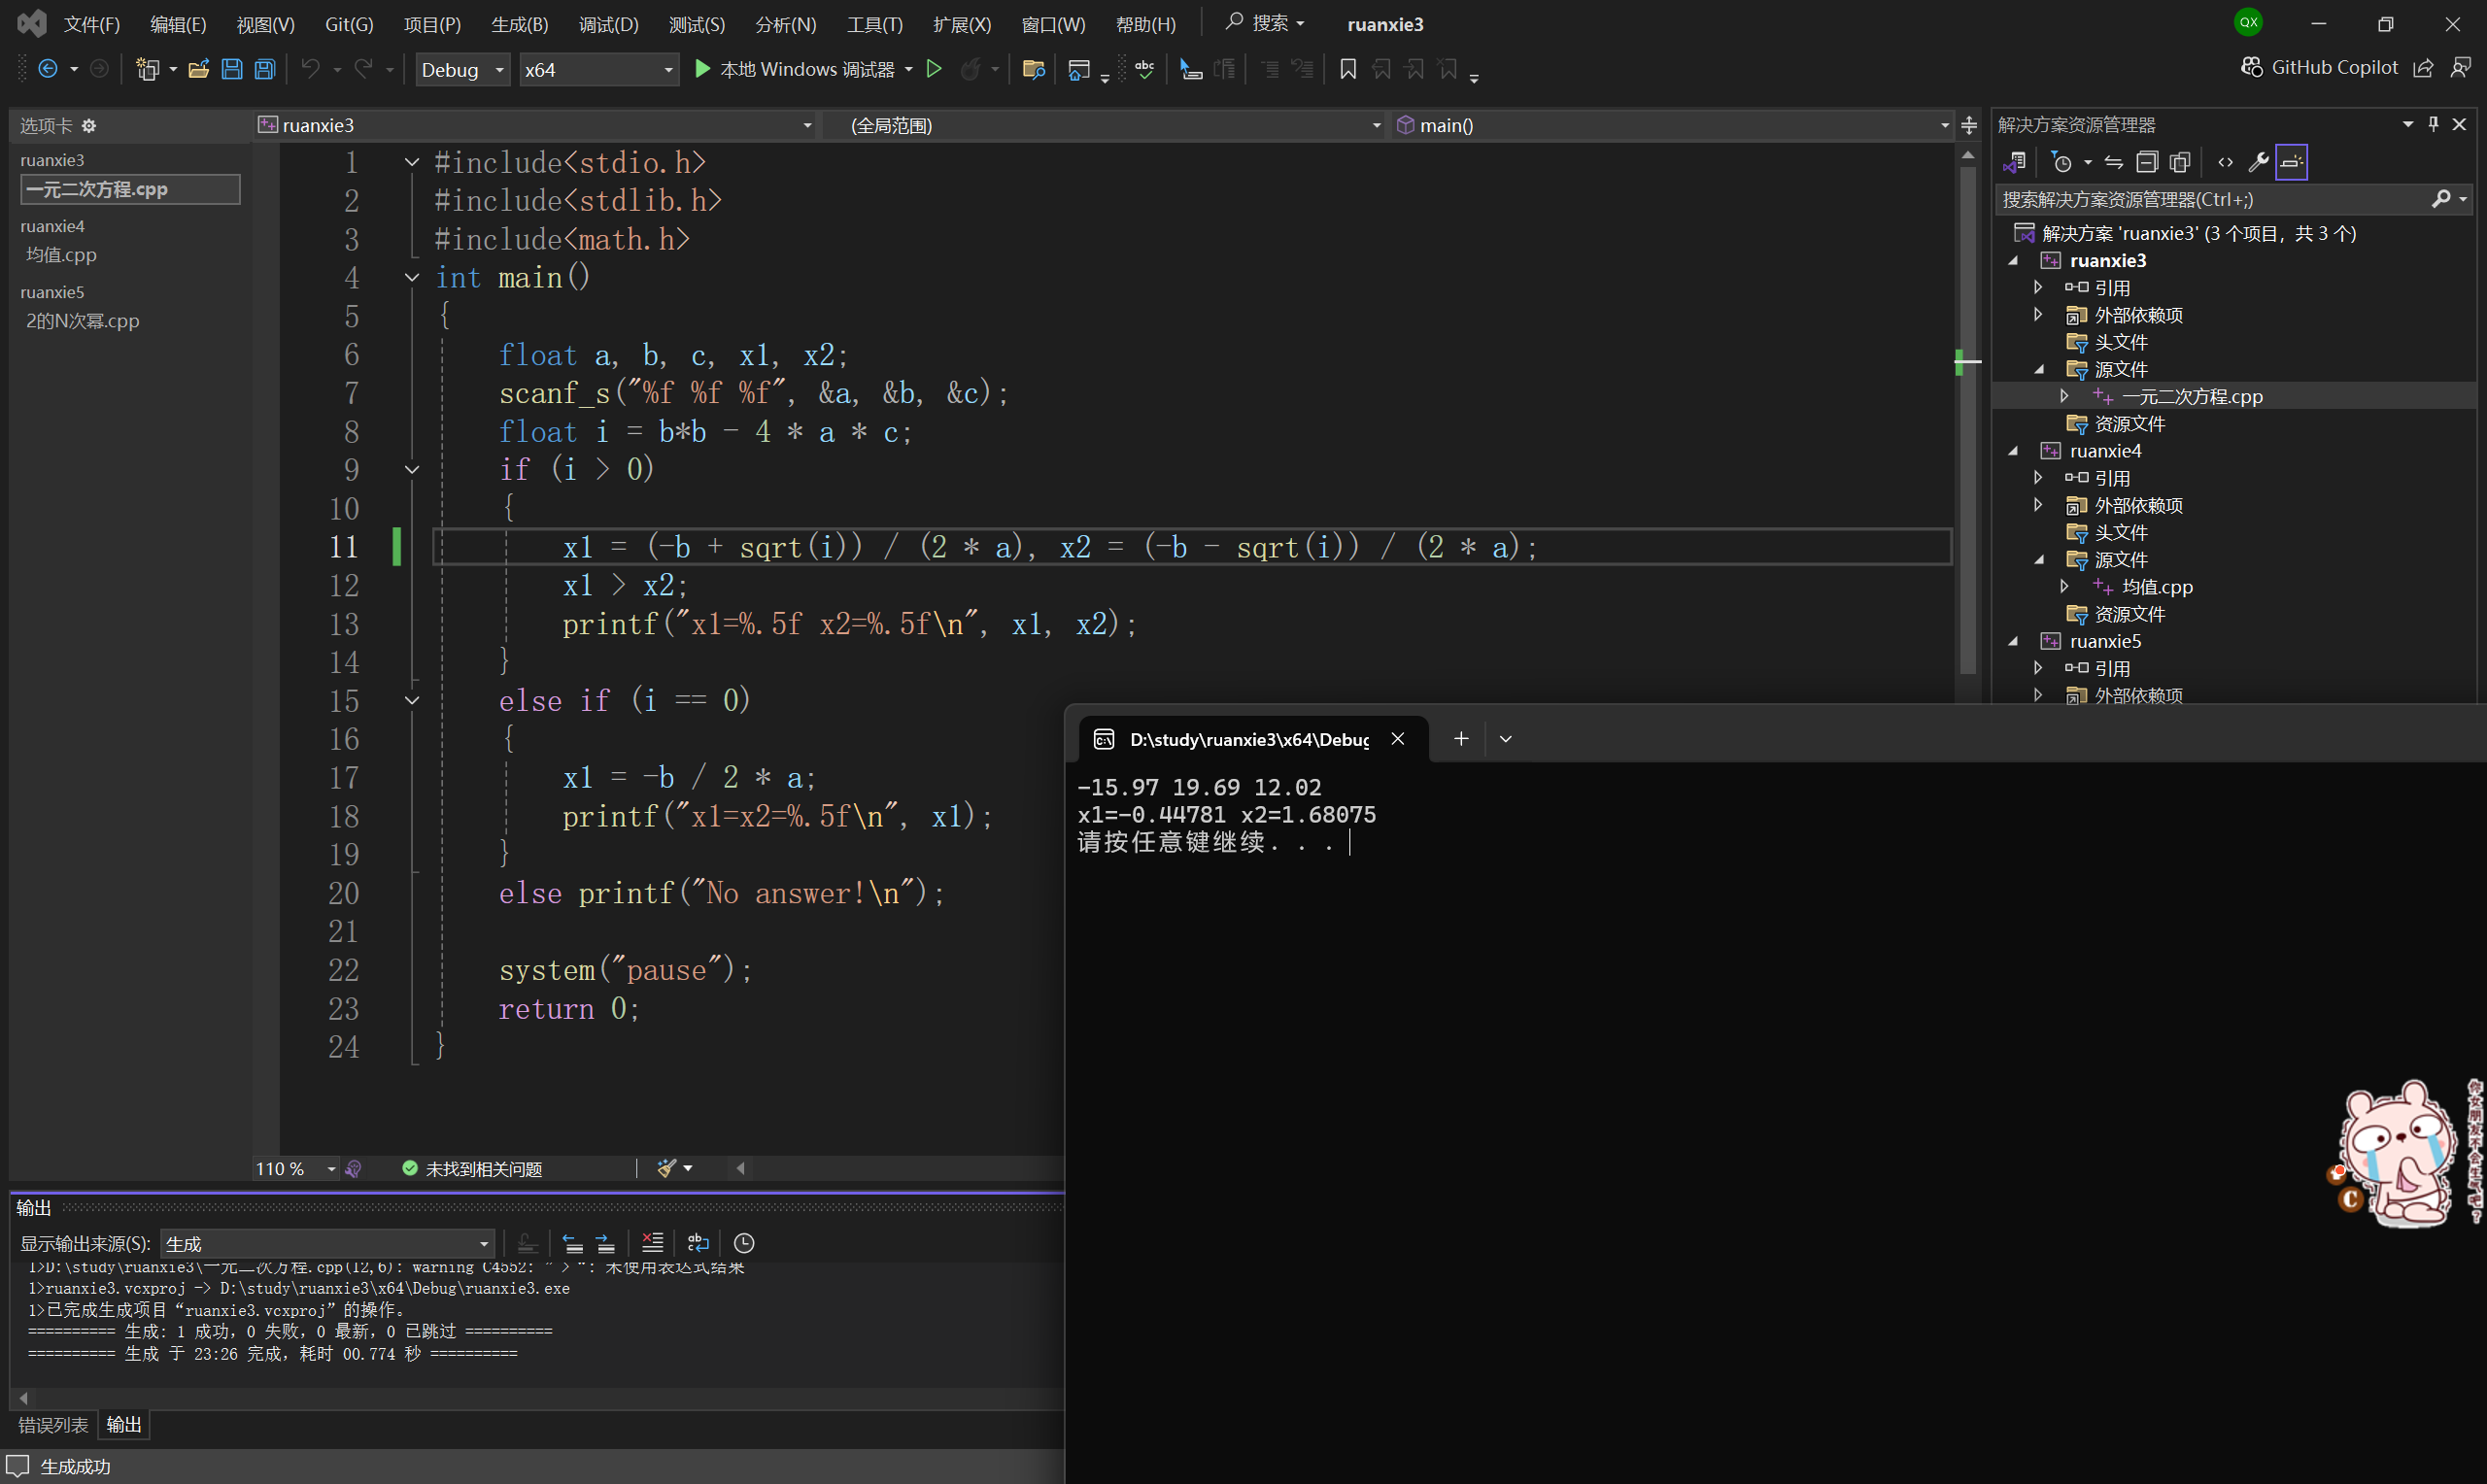 文件(F) 编辑(E) 视图(V) Git(G) 项目(P) 生成(B) 调试(D) 测试(S) 分析(N) 工具(T) 扩展(X) 窗口(W) 帮助(H) 搜索 ruanxie3 QX
Debug x64 本地 Windows 调试器 abc GitHub Copilot
选项卡
ruanxie3
一元二次方程.cpp
ruanxie4
均值.cpp
ruanxie5
2的N次幂.cpp
ruanxie3 (全局范围) main()
1 #include<stdio.h>
2 #include<stdlib.h>
3 #include<math.h>
4 int main()
5 {
6 float a, b, c, x1, x2;
7 scanf_s("%f %f %f", &a, &b, &c);
8 float i = b*b - 4 * a * c;
9 if (i > 0)
10 {
11 x1 = (-b + sqrt(i)) / (2 * a), x2 = (-b - sqrt(i)) / (2 * a);
12 x1 > x2;
13 printf("x1=%.5f x2=%.5f\n", x1, x2);
14 }
15 else if (i == 0)
16 {
17 x1 = -b / 2 * a;
18 printf("x1=x2=%.5f\n", x1);
19 }
20 else printf("No answer!\n");
21
22 system("pause");
23 return 0;
24 }
110 % 未找到相关问题
解决方案资源管理器
搜索解决方案资源管理器(Ctrl+;)
解决方案 'ruanxie3' (3 个项目，共 3 个)
ruanxie3
引用
外部依赖项
头文件
源文件
一元二次方程.cpp
资源文件
ruanxie4
引用
外部依赖项
头文件
源文件
均值.cpp
资源文件
ruanxie5
引用
外部依赖项
D:\study\ruanxie3\x64\Debug
-15.97 19.69 12.02
x1=-0.44781 x2=1.68075
请按任意键继续. . .
你女朋友不会生气吧?
C
输出
显示输出来源(S): 生成
1>D:\study\ruanxie3\一元二次方程.cpp(12,6): warning C4552: “>”: 未使用表达式结果
1>ruanxie3.vcxproj -> D:\study\ruanxie3\x64\Debug\ruanxie3.exe
1>已完成生成项目“ruanxie3.vcxproj”的操作。
========== 生成: 1 成功，0 失败，0 最新，0 已跳过 ==========
========== 生成 于 23:26 完成，耗时 00.774 秒 ==========
错误列表 输出
生成成功